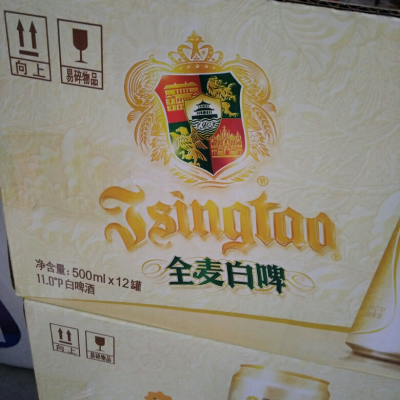 向上
易碎物品
Tsingtao
全麦白啤
净含量: 500ml x 12罐
11.0°P 白啤酒
向上
易碎物品